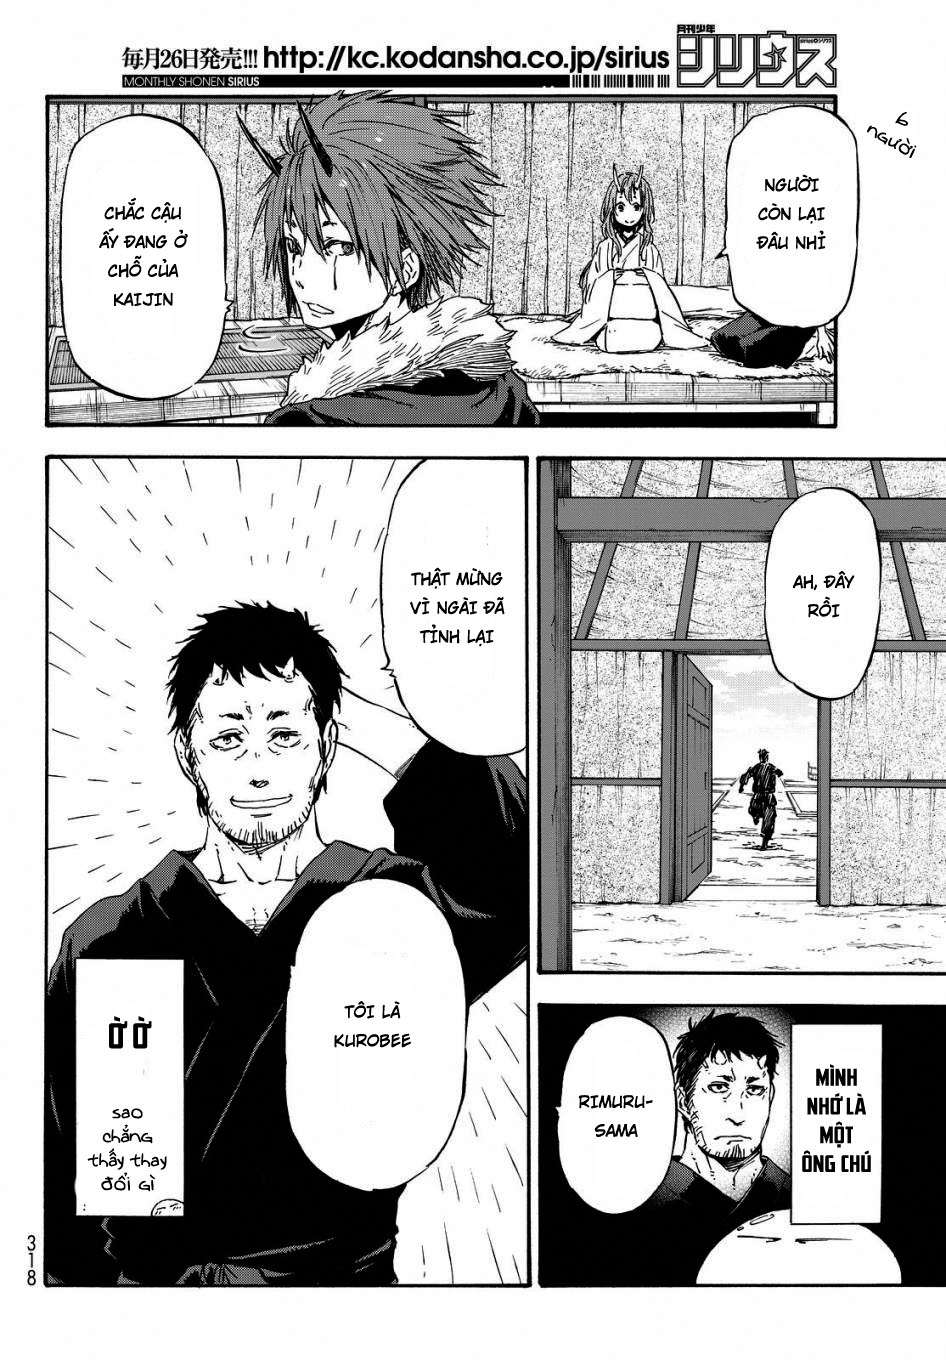 毎月26日発売!!! http://kc.kodansha.co.jp/sirius
MONTHLY SHONEN SIRIUS
月刊少年
シリウス
6
người
NGƯỜI
CÒN LẠI
ĐÂU NHỈ
CHẮC CẬU
ẤY ĐANG Ở
CHỖ CỦA
KAIJIN
AH, ĐÂY
RỒI
MÌNH
NHỚ LÀ
MỘT
ÔNG CHÚ
RIMURU-
SAMA
THẬT MỪNG
VÌ NGÀI ĐÃ
TỈNH LẠI
TÔI LÀ
KUROBEE
Ờ Ờ
sao
chẳng
thấy thay
đổi gì
318